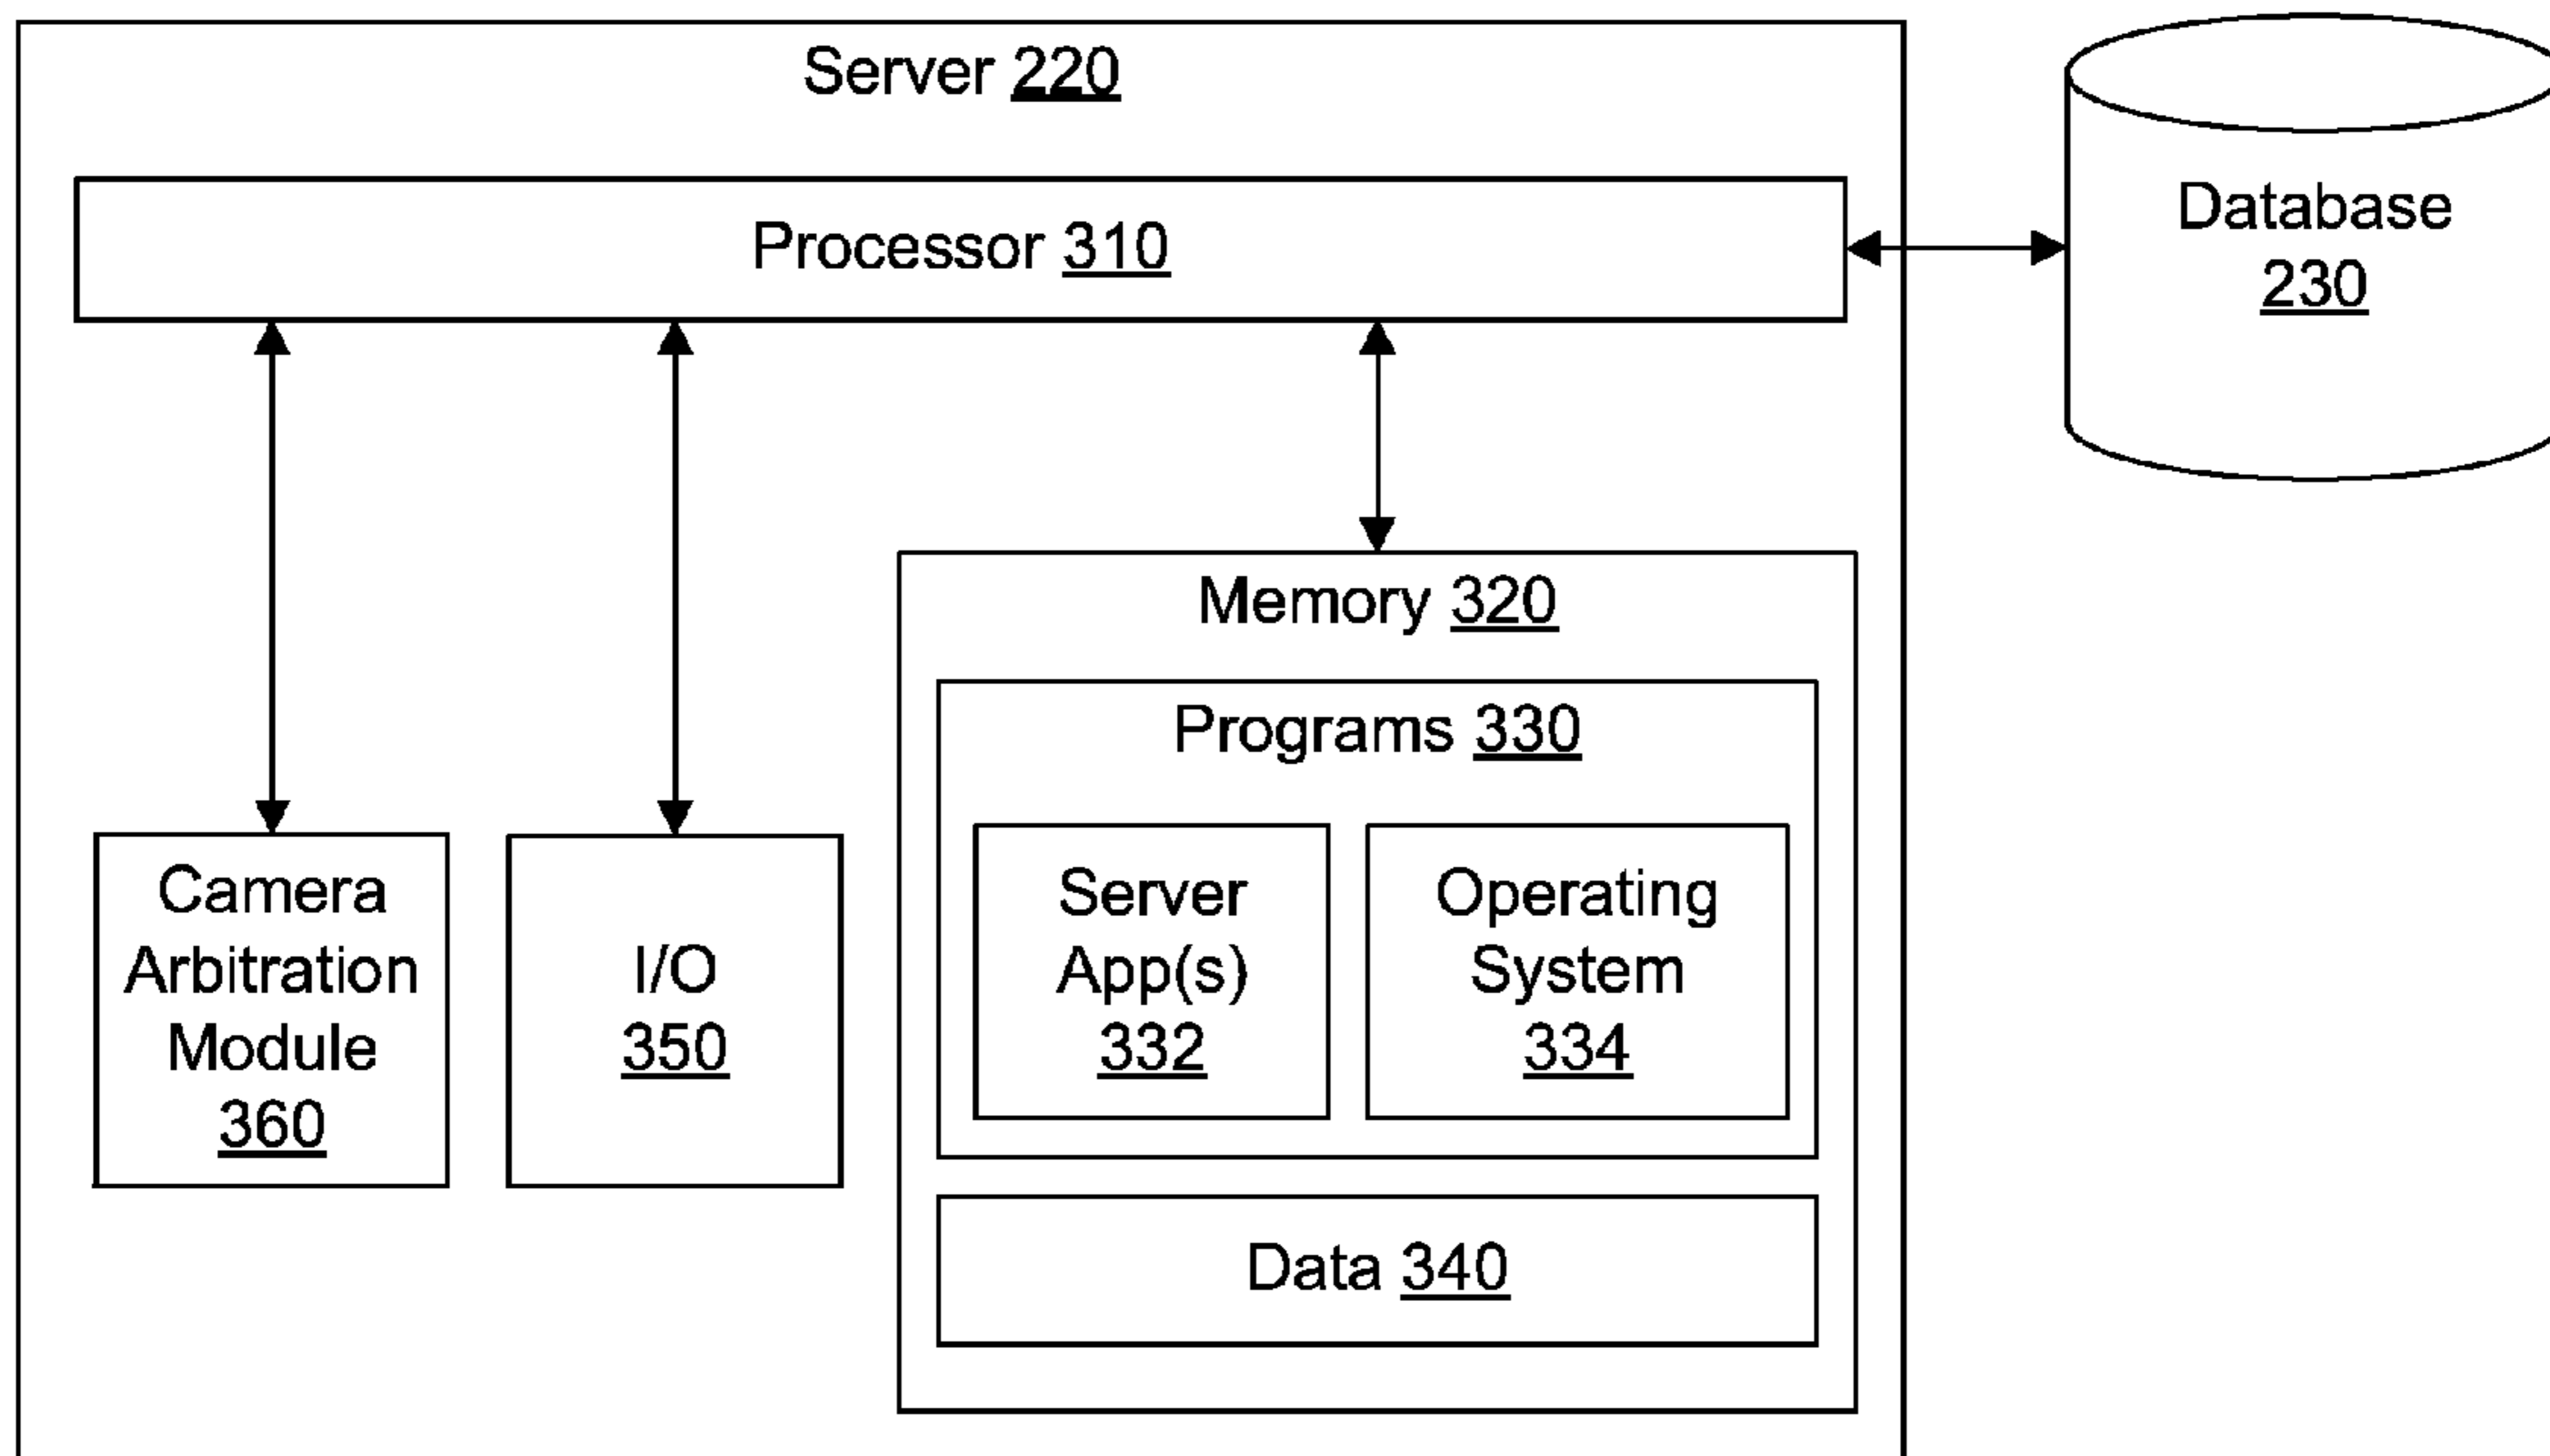 Server 220
Processor 310
Database
230
Memory 320
Programs 330
Camera
Arbitration
Module
360
I/O
350
Server
App(s)
332
Operating
System
334
Data 340